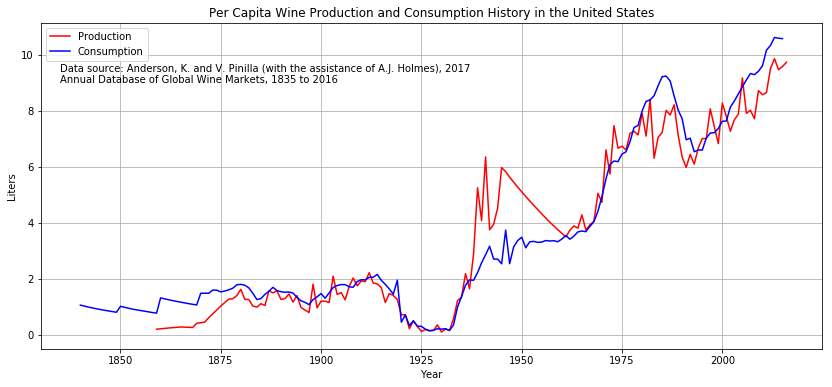 Per Capita Wine Production and Consumption History in the United States
Production
Consumption
Data source: Anderson, K. and V. Pinilla (with the assistance of A.J. Holmes), 2017
Annual Database of Global Wine Markets, 1835 to 2016
Liters
10
8
6
4
2
0
1850 1875 1900 1925 1950 1975 2000
Year